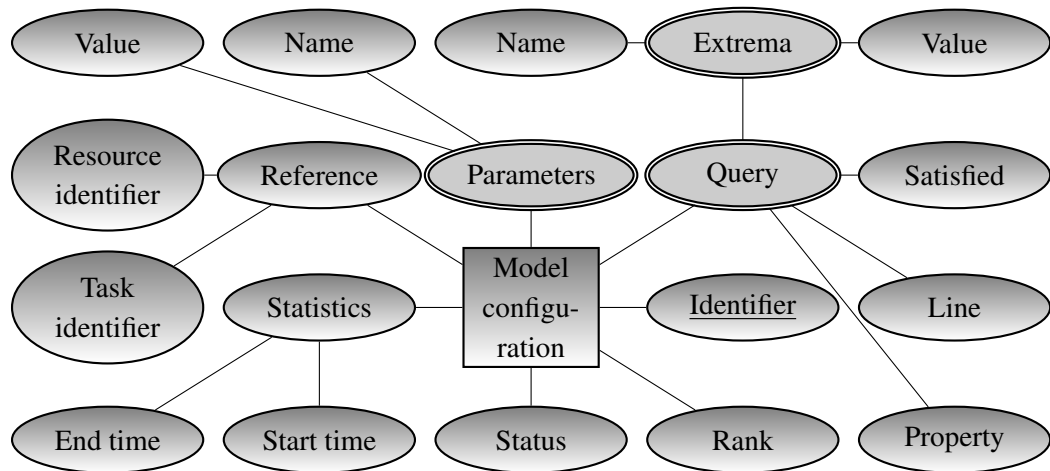 Value
Name
Name
Extrema
Value
Resource
identifier
Reference
Parameters
Query
Satisfied
Task
identifier
Statistics
Model
configu-
ration
Identifier
Line
End time
Start time
Status
Rank
Property